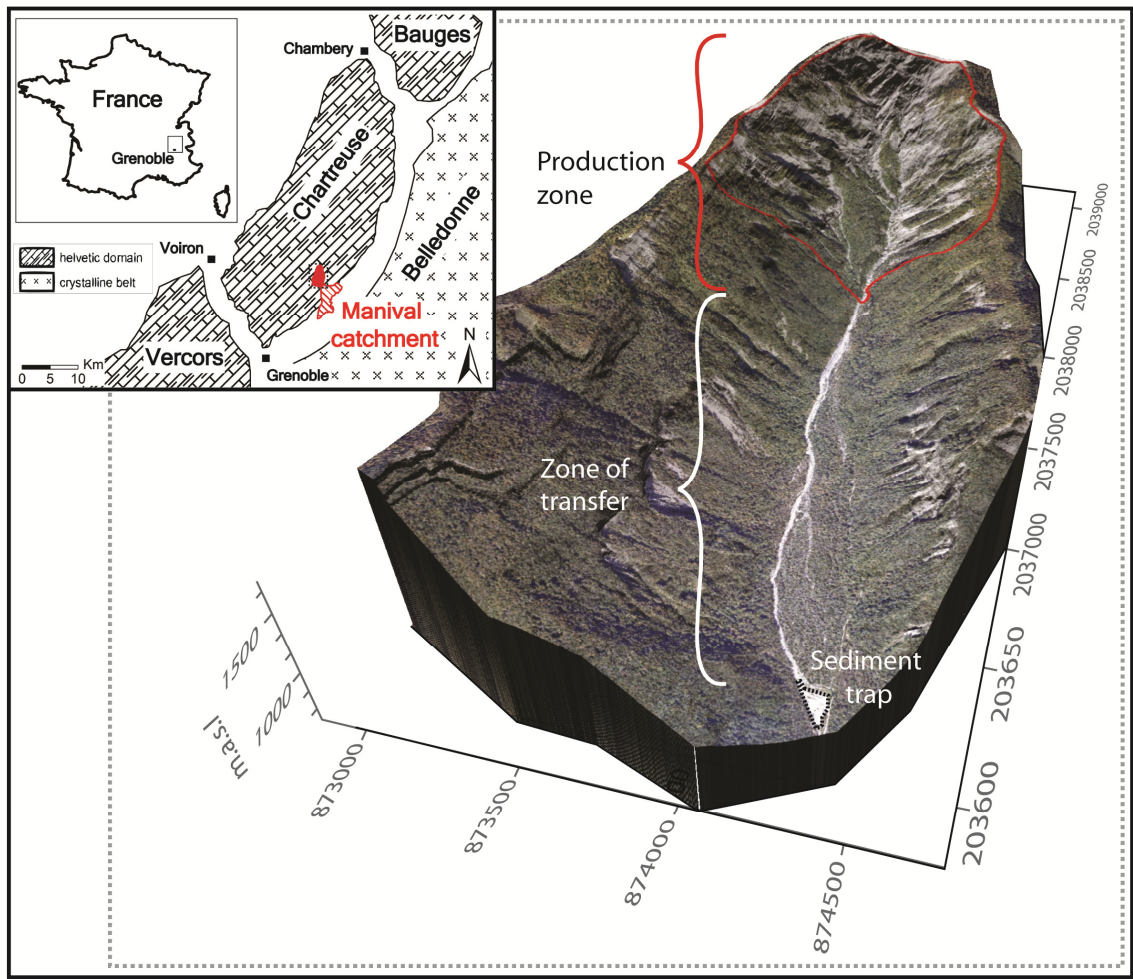 Bauges
Chambery
France
Grenoble
Chartreuse
Belledonne
Voiron
helvetic domain
crystalline belt
Manival
catchment
Vercors
N
Km
0 5 10
Grenoble
Production
zone
Zone of
transfer
Sediment
trap
2039000
2038500
2038000
2037500
2037000
203650
203600
1500
1000
m.a.s.l
873000
873500
874000
874500